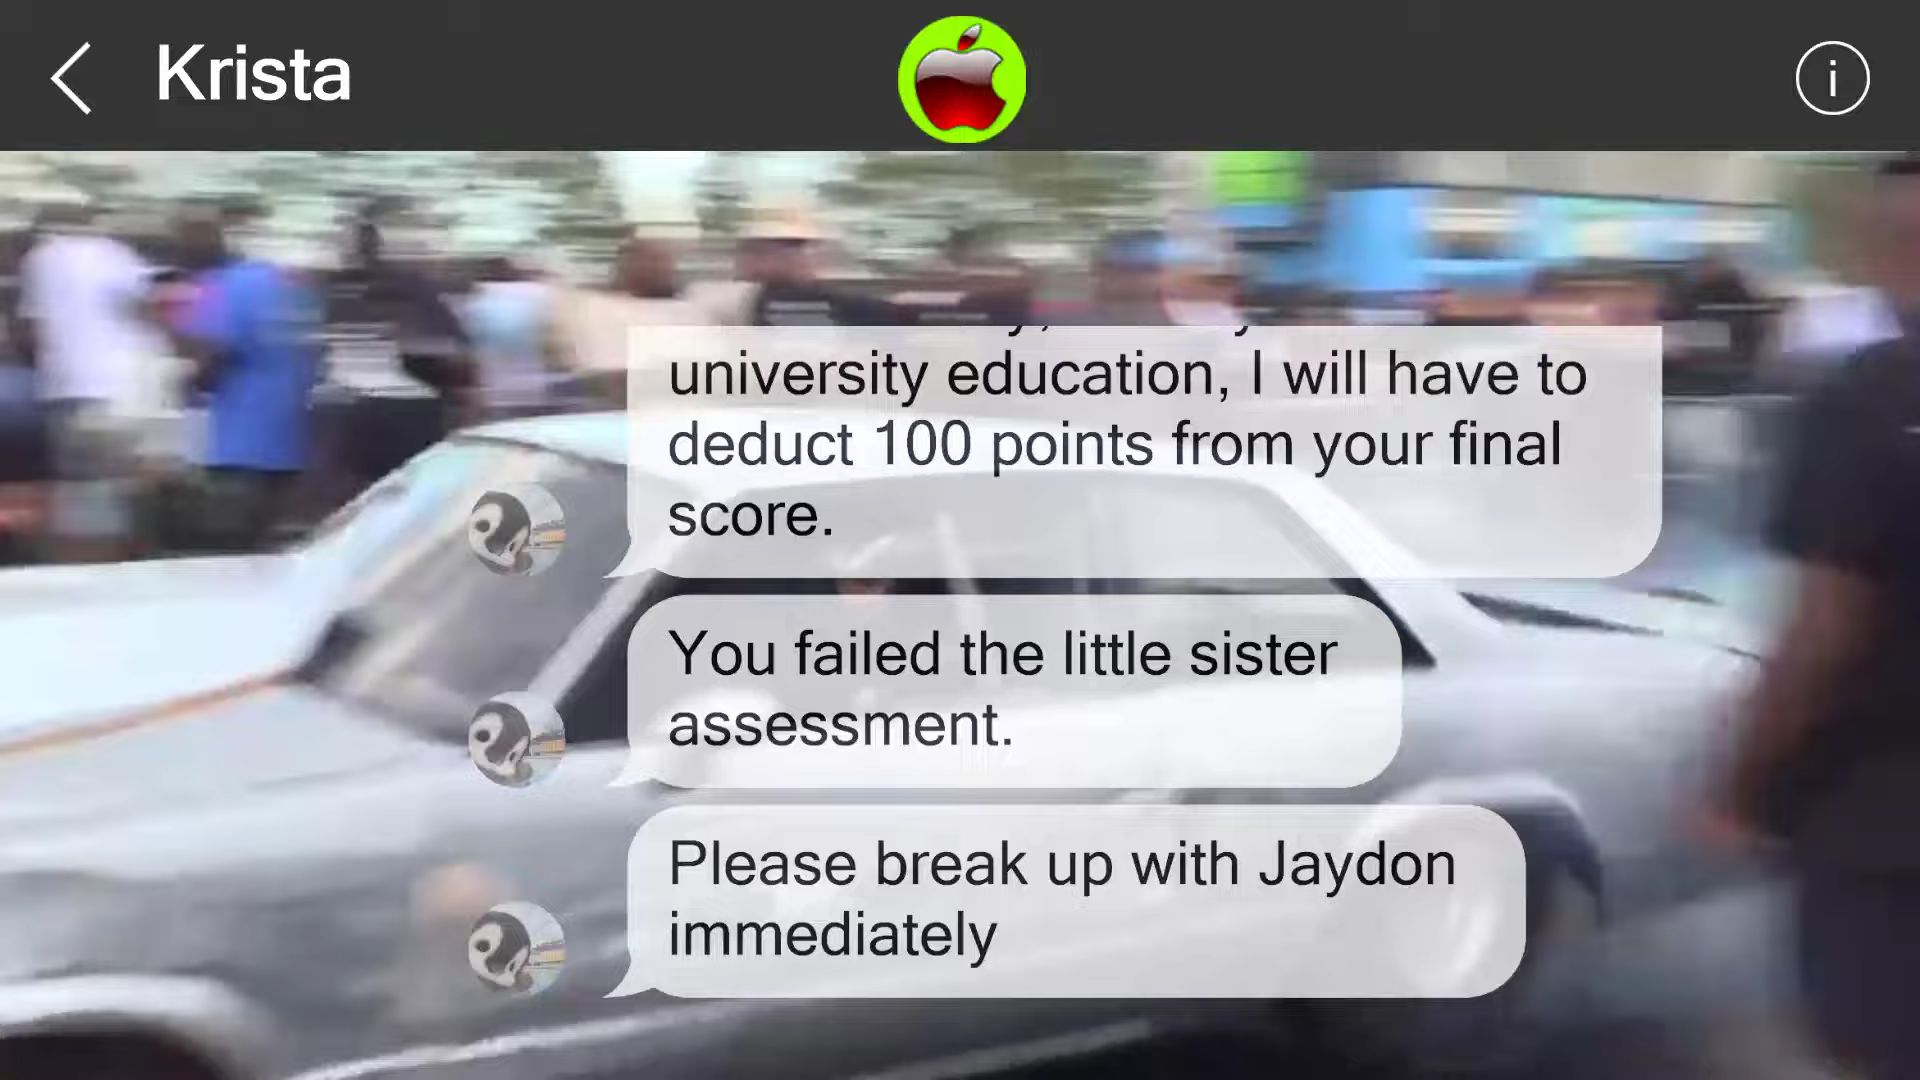 Krista
university education, I will have to
deduct 100 points from your final
score.
You failed the little sister
assessment.
Please break up with Jaydon
immediately